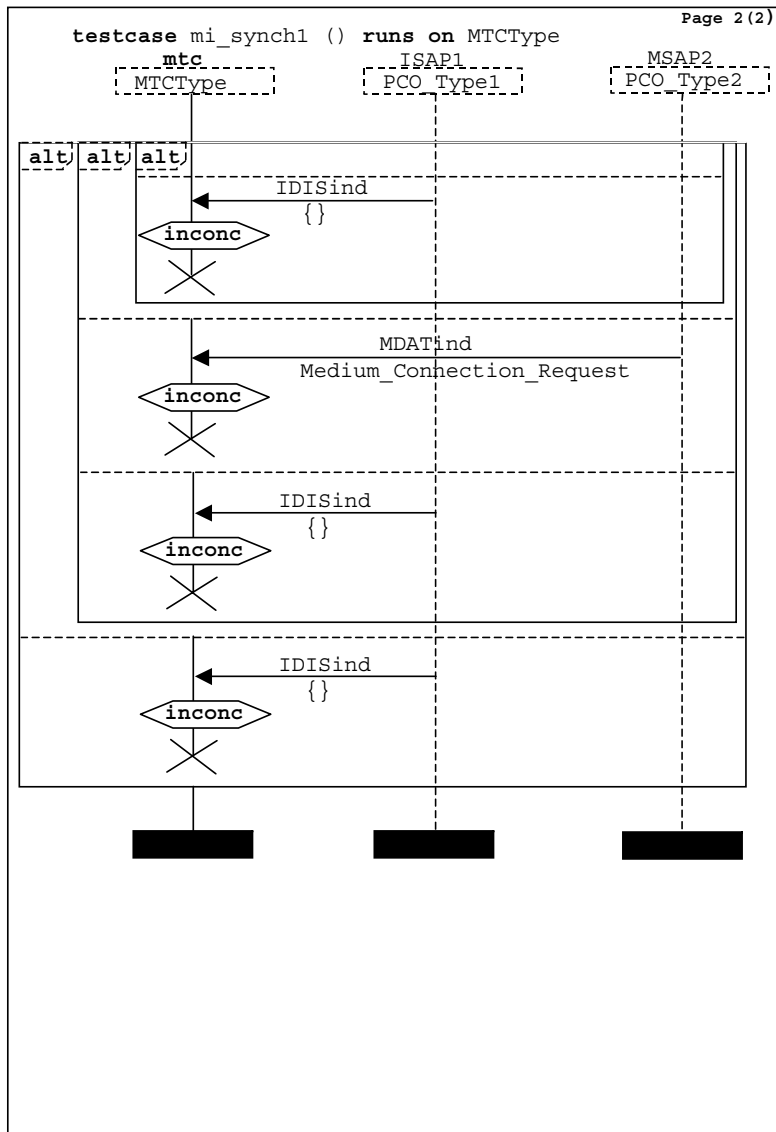 Page 2(2)
testcase mi_synch1 () runs on MTCType
mtc ISAP1 MSAP2
MTCType PCO_Type1 PCO_Type2
alt alt alt
IDISind
{}
inconc
MDATind
Medium_Connection_Request
inconc
IDISind
{}
inconc
IDISind
{}
inconc